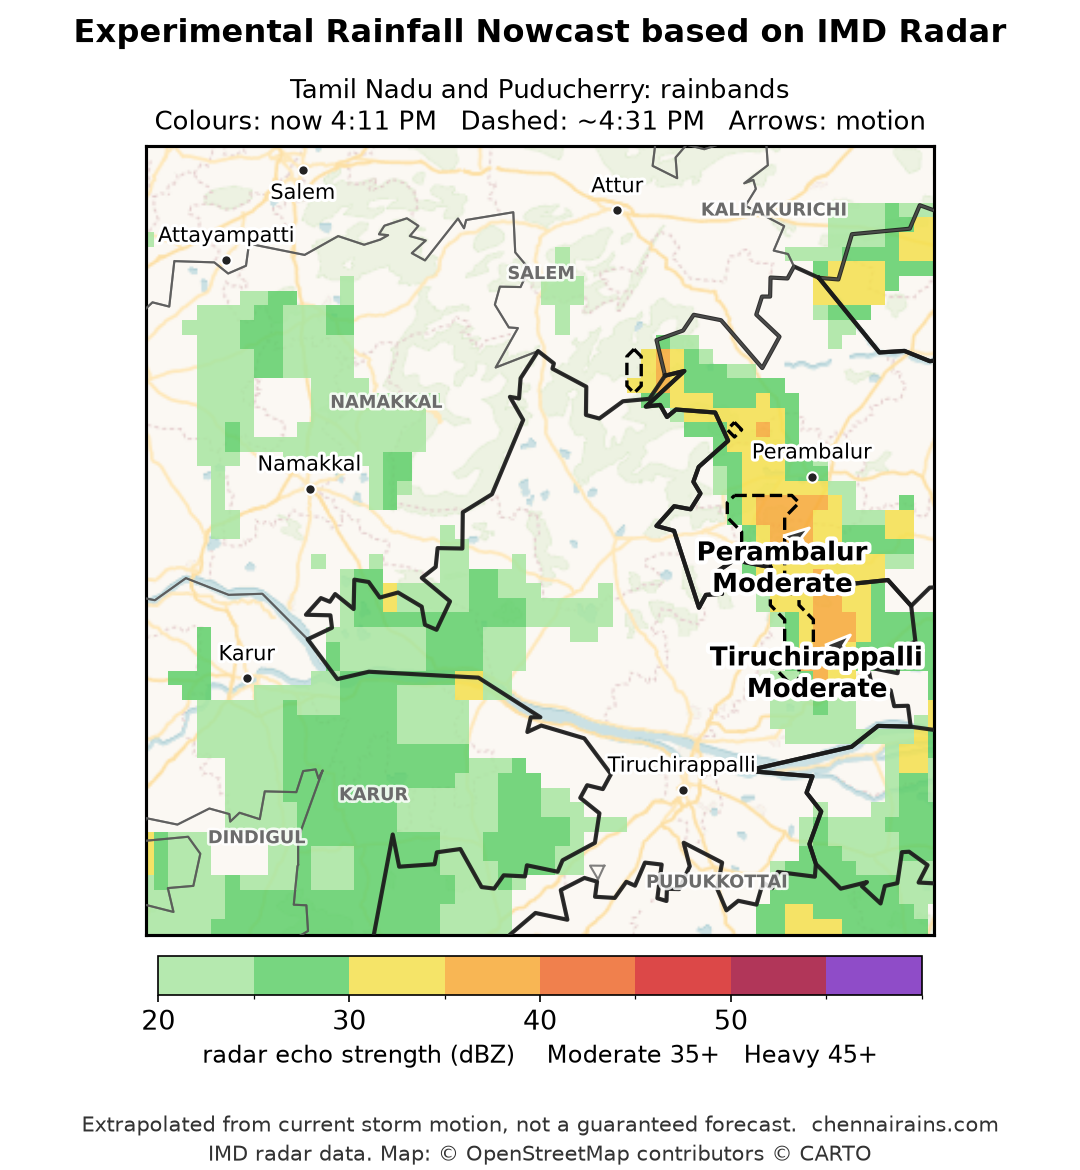 Experimental Rainfall Nowcast based on IMD Radar
Tamil Nadu and Puducherry: rainbands
Colours: now 4:11 PM   Dashed: ~4:31 PM   Arrows: motion
Salem
Attur
KALLAKURICHI
Attayampatti
SALEM
NAMAKKAL
Perambalur
Namakkal
Perambalur
Moderate
Karur
Tiruchirappalli
Moderate
Tiruchirappalli
KARUR
DINDIGUL
PUDUKKOTTAI
20 30 40 50
radar echo strength (dBZ)    Moderate 35+   Heavy 45+
Extrapolated from current storm motion, not a guaranteed forecast.  chennairains.com
IMD radar data. Map: © OpenStreetMap contributors © CARTO